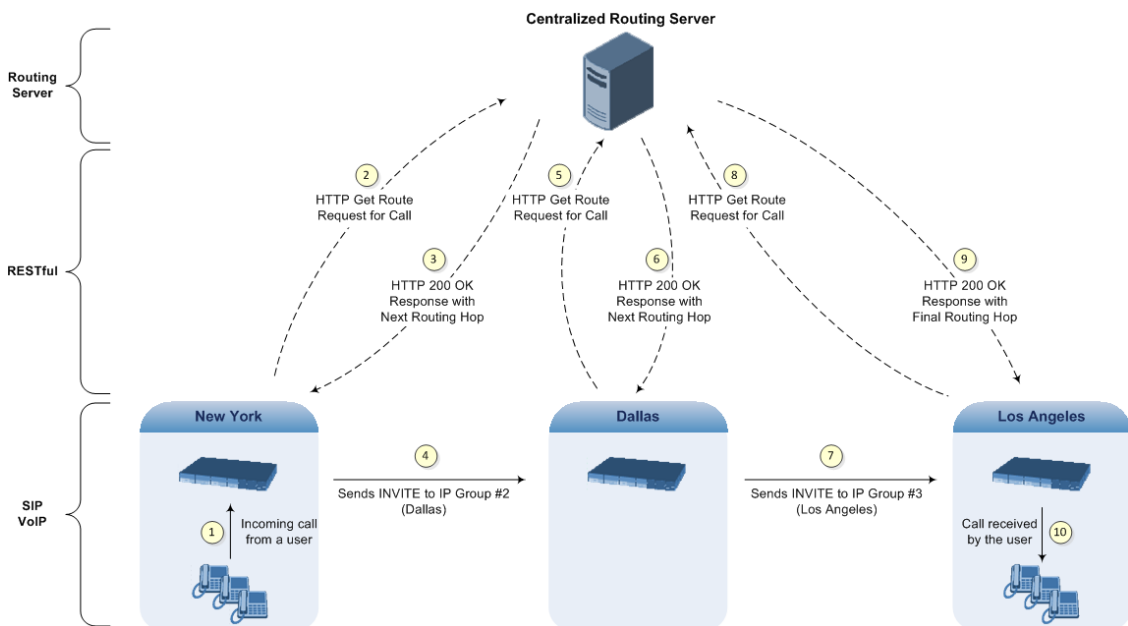 Centralized Routing Server
Routing
Server
2
HTTP Get Route
Request for Call
5
HTTP Get Route
Request for Call
8
HTTP Get Route
Request for Call
RESTful
3
HTTP 200 OK
Response with
Next Routing Hop
6
HTTP 200 OK
Response with
Next Routing Hop
9
HTTP 200 OK
Response with
Final Routing Hop
New York
Dallas
Los Angeles
4
Sends INVITE to IP Group #2
(Dallas)
7
Sends INVITE to IP Group #3
(Los Angeles)
SIP
VoIP
1
Incoming call
from a user
Call received
by the user
10